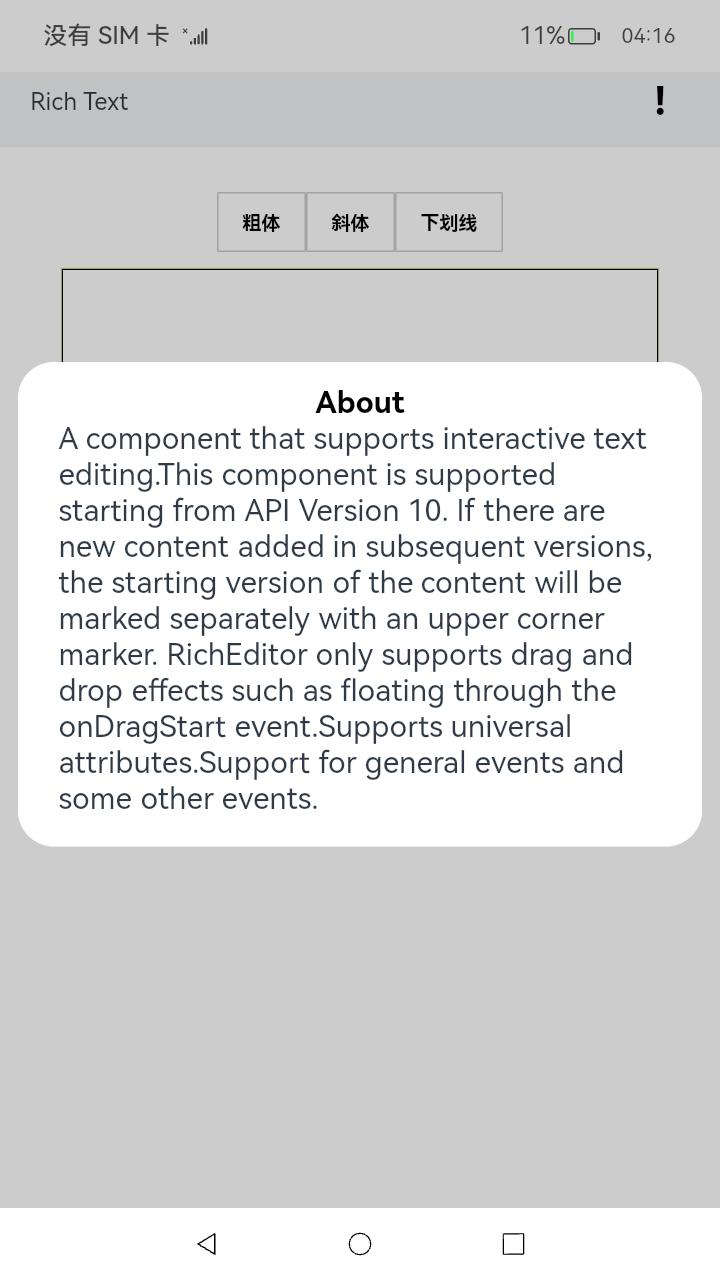 没有 SIM 卡 11% 04:16
Rich Text !
粗体 斜体 下划线
About
A component that supports interactive text
editing.This component is supported
starting from API Version 10. If there are
new content added in subsequent versions,
the starting version of the content will be
marked separately with an upper corner
marker. RichEditor only supports drag and
drop effects such as floating through the
onDragStart event.Supports universal
attributes.Support for general events and
some other events.